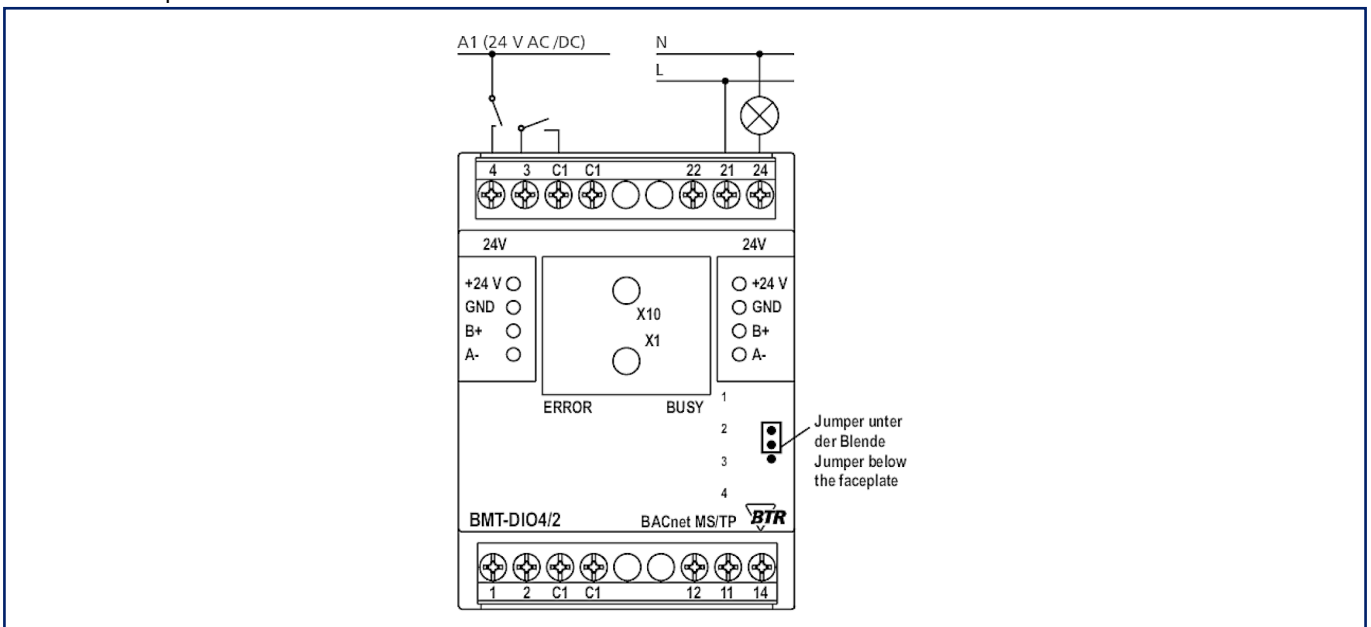 A1 (24 V AC /DC)
N
L
4 3 C1 C1 22 21 24
24V 24V
+24 V +24 V
GND GND
B+ B+
A- A-
X10
X1
ERROR BUSY
1
2
3
4
Jumper unter
der Blende
Jumper below
the faceplate
BMT-DIO4/2 BACnet MS/TP BTR
1 2 C1 C1 12 11 14